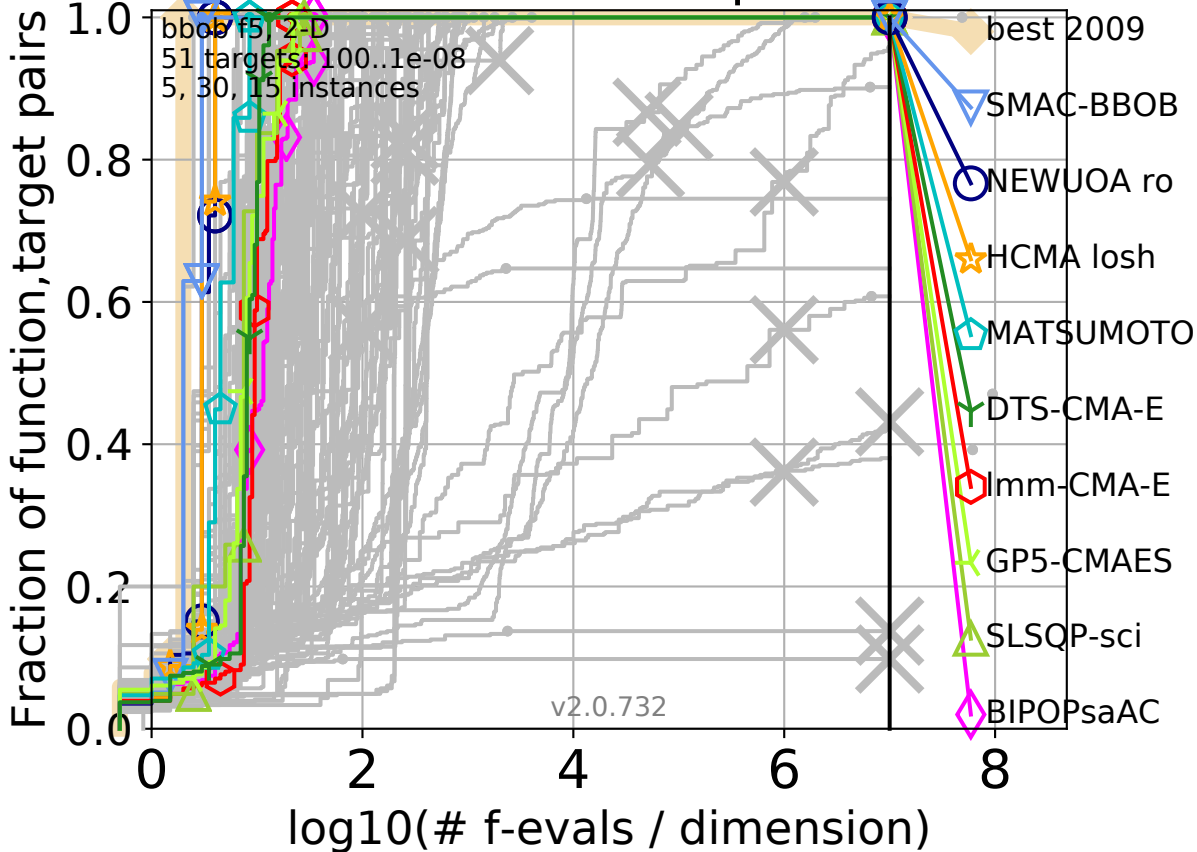 bbob f5, 2-D
51 targets: 100..1e-08
5, 30, 15 instances
Fraction of function,target pairs
1.0
0.8
0.6
0.4
0.2
0.0
0
2
4
6
8
log10(# f-evals / dimension)
v2.0.732
best 2009
SMAC-BBOB
NEWUOA ro
HCMA losh
MATSUMOTO
DTS-CMA-E
lmm-CMA-E
GP5-CMAES
SLSQP-sci
BIPOPsaAC